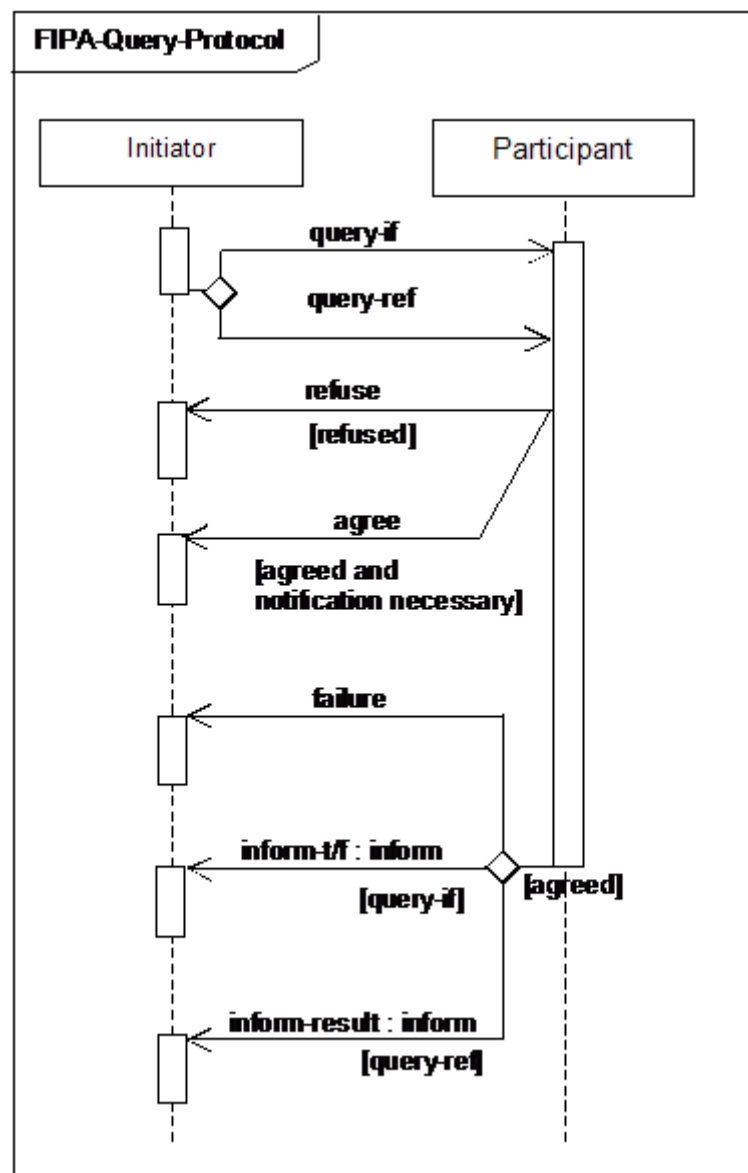 FIPA-Query-Protocol
Initiator
Participant
query-if
query-ref
refuse
[refused]
agree
[agreed and
notification necessary]
failure
inform-t/f : inform
[query-if]
[agreed]
inform-result : inform
[query-ref]